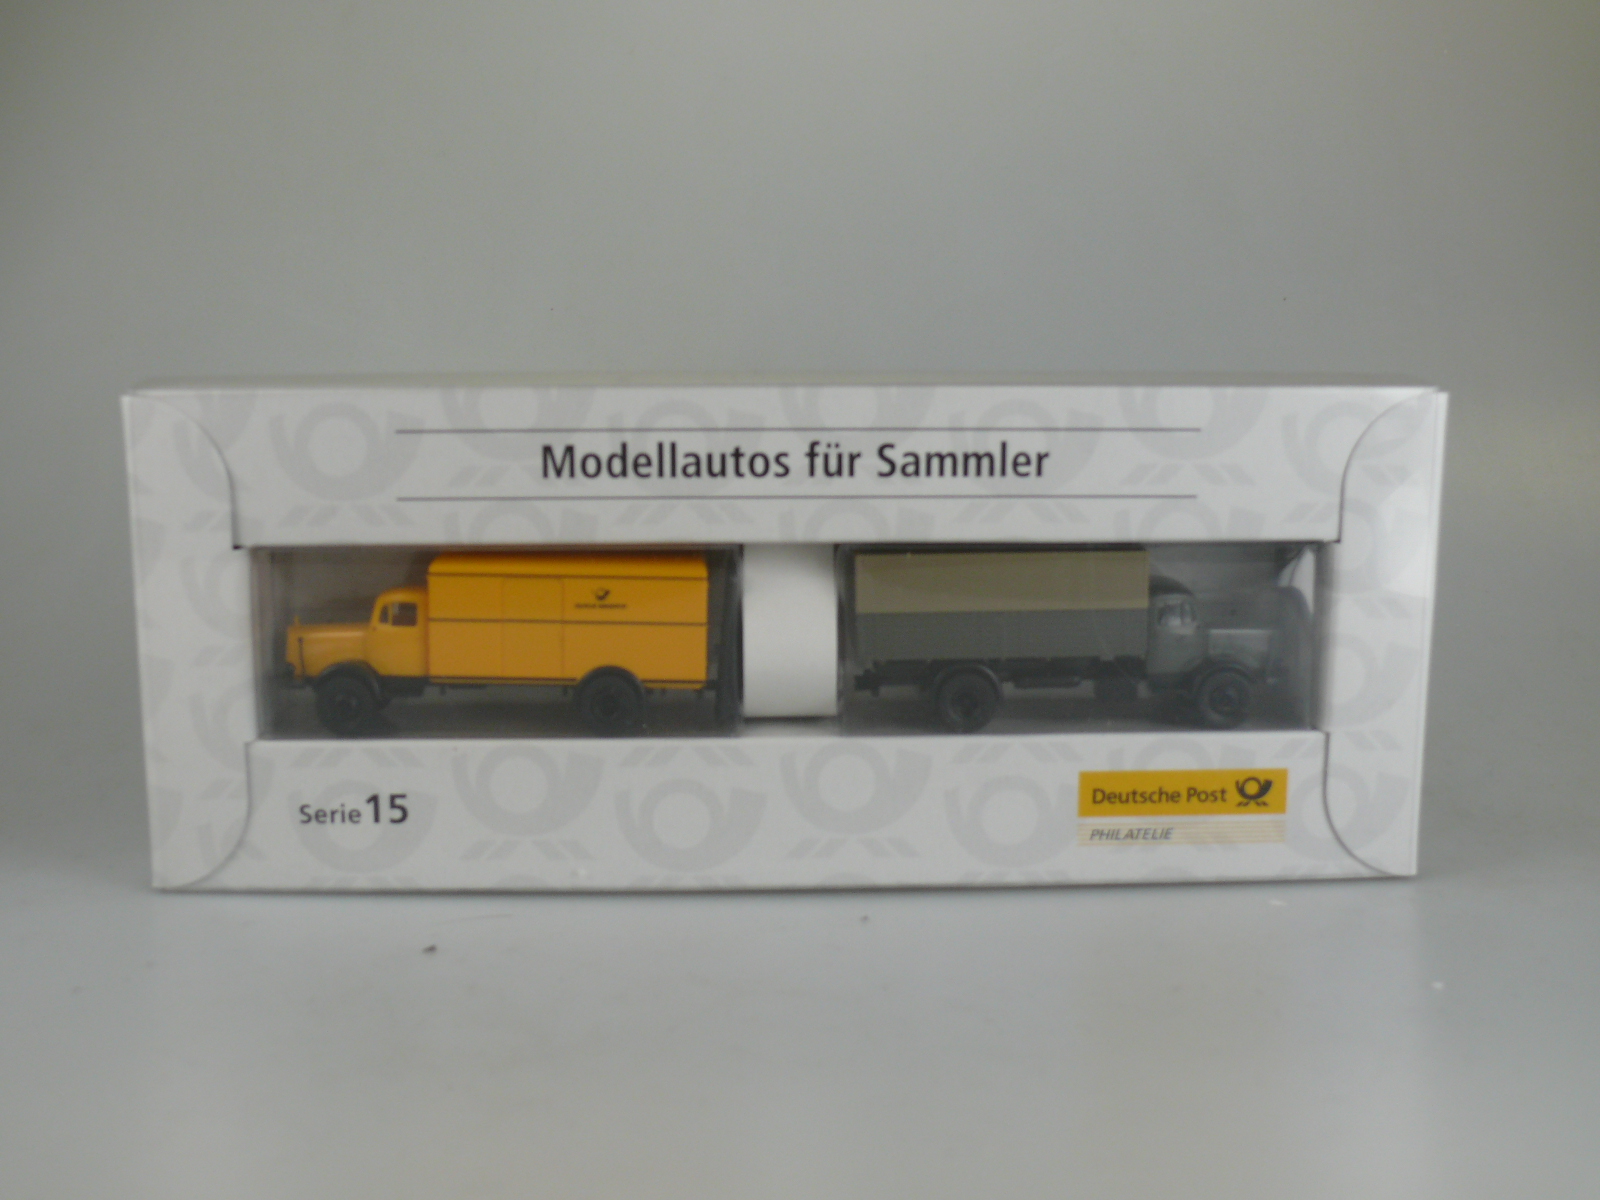 Modellautos für Sammler
Serie 15
Deutsche Post
PHILATELIE